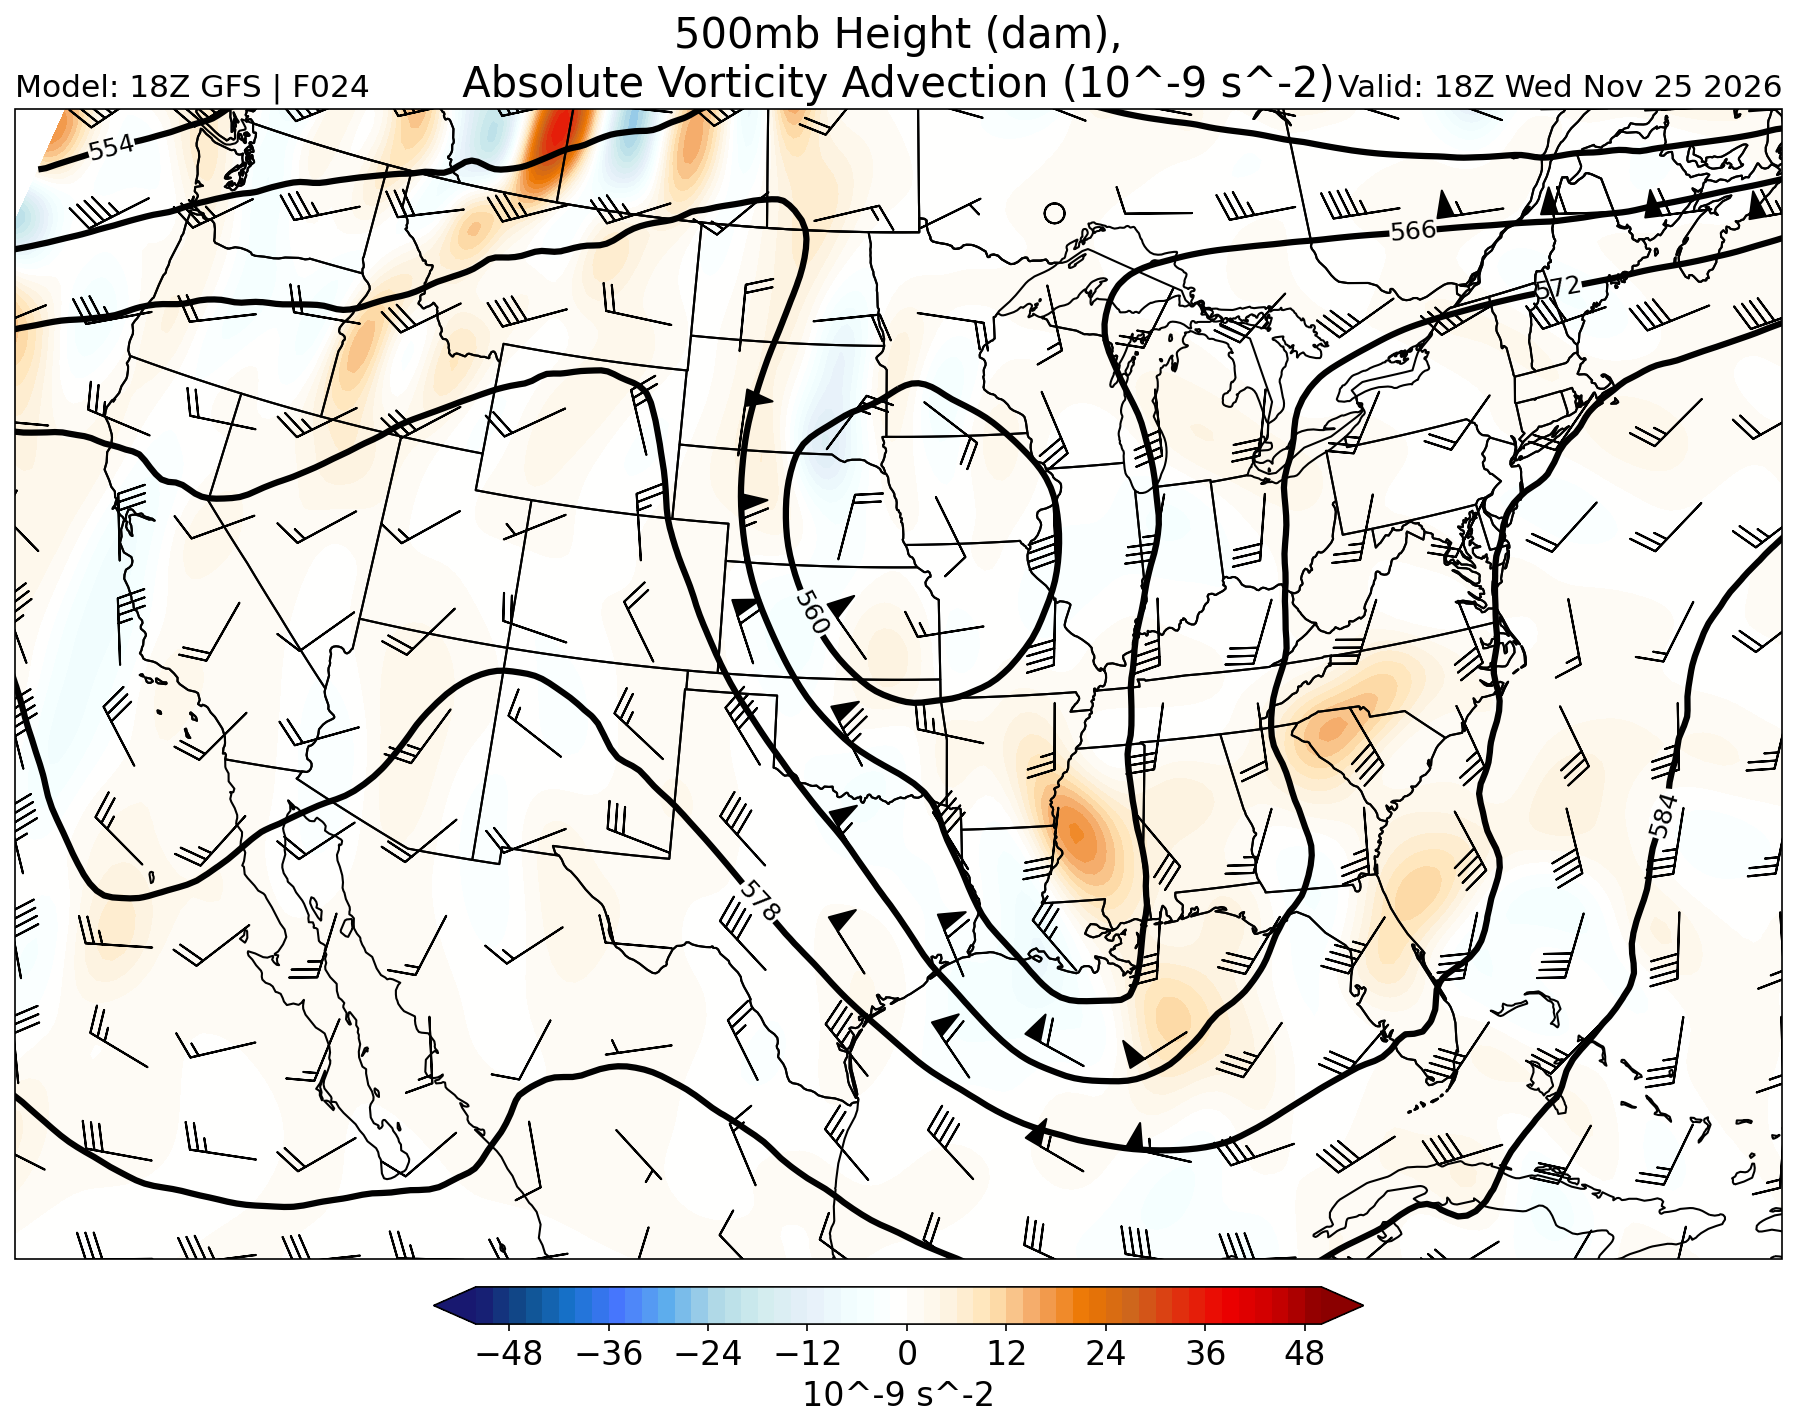 500mb Height (dam),
Model: 18Z GFS | F024
Absolute Vorticity Advection (10^-9 s^-2)
Valid: 18Z Wed Nov 25 2026
554
566
572
560
584
578
−48 −36 −24 −12 0 12 24 36 48
10^-9 s^-2